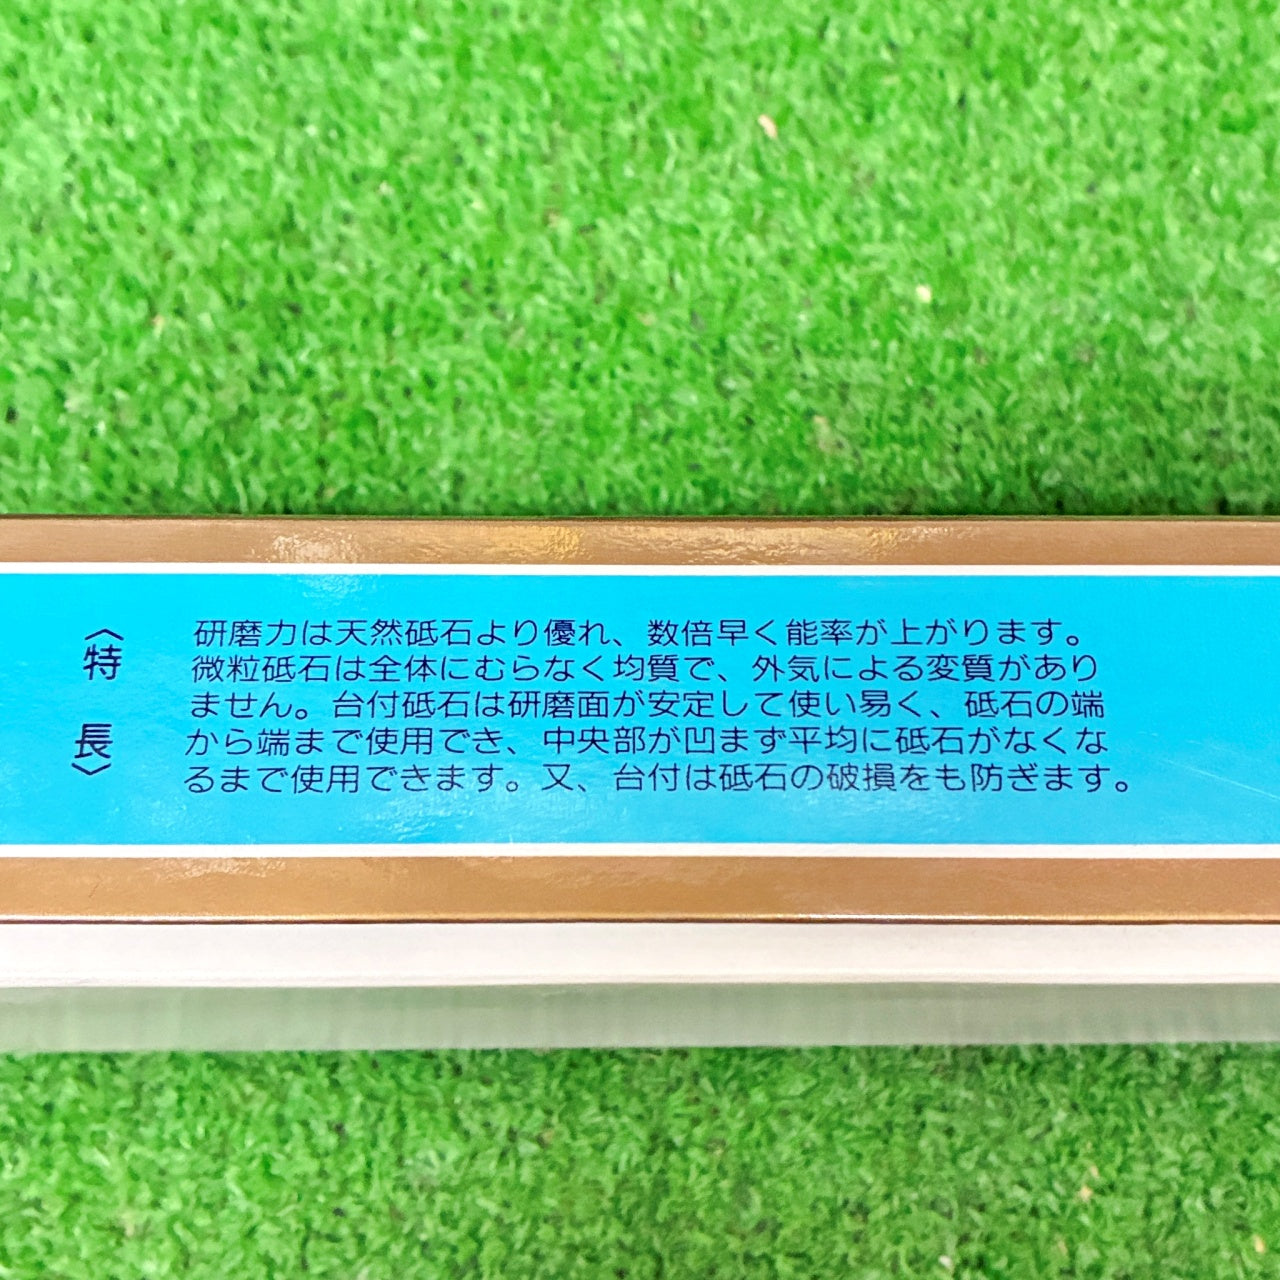 〈特長〉
研磨力は天然砥石より優れ、数倍早く能率が上がります。
微粒砥石は全体にむらなく均質で、外気による変質があり
ません。台付砥石は研磨面が安定して使い易く、砥石の端
から端まで使用でき、中央部が凹まず平均に砥石がなくな
るまで使用できます。又、台付は砥石の破損をも防ぎます。